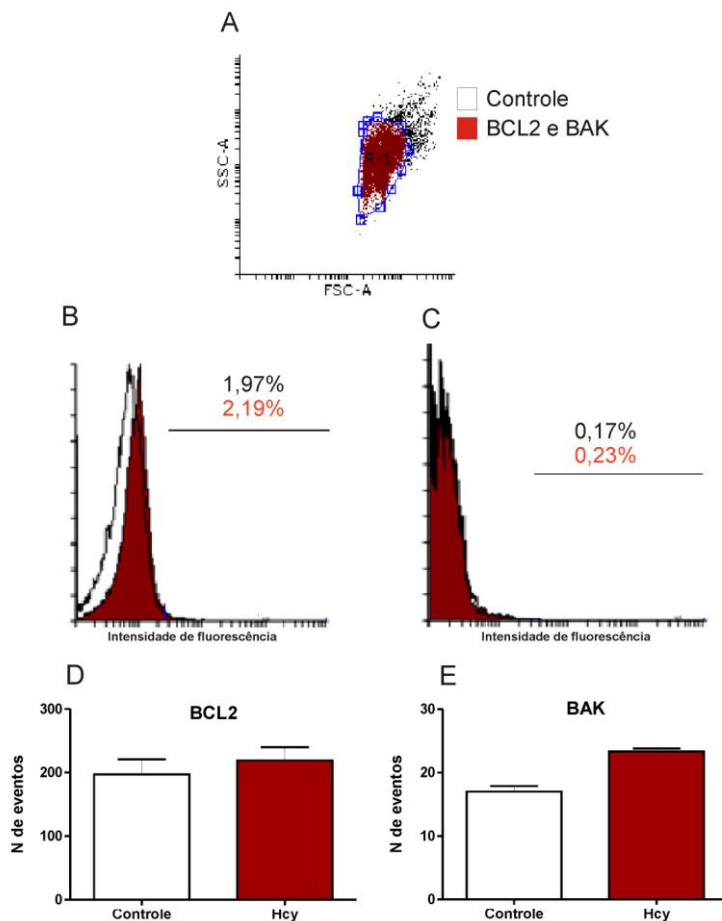 A
SSC-A
R-1
FSC-A
Controle
BCL2 e BAK
B
1,97%
2,19%
Intensidade de fluorescência
C
0,17%
0,23%
Intensidade de fluorescência
D
BCL2
N de eventos
300
200
100
0
Controle
Hcy
E
BAK
N de eventos
30
20
10
0
Controle
Hcy